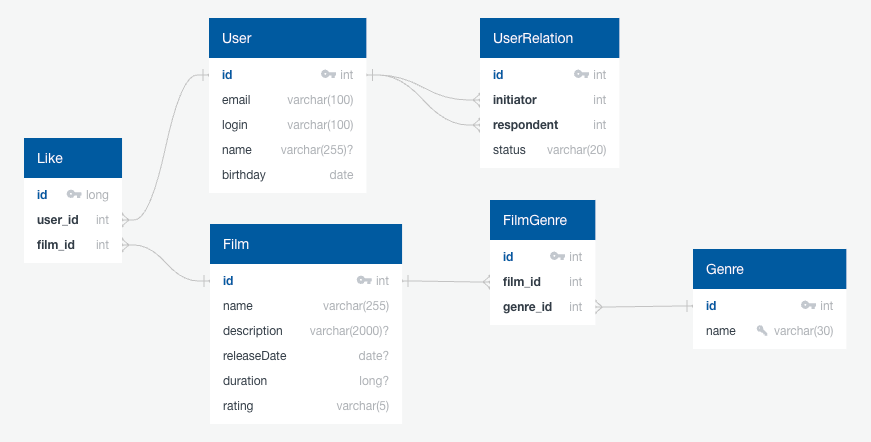 User
id int
email varchar(100)
login varchar(100)
name varchar(255)?
birthday date
UserRelation
id int
initiator int
respondent int
status varchar(20)
Like
id long
user_id int
film_id int
Film
id int
name varchar(255)
description varchar(2000)?
releaseDate date?
duration long?
rating varchar(5)
FilmGenre
id int
film_id int
genre_id int
Genre
id int
name varchar(30)